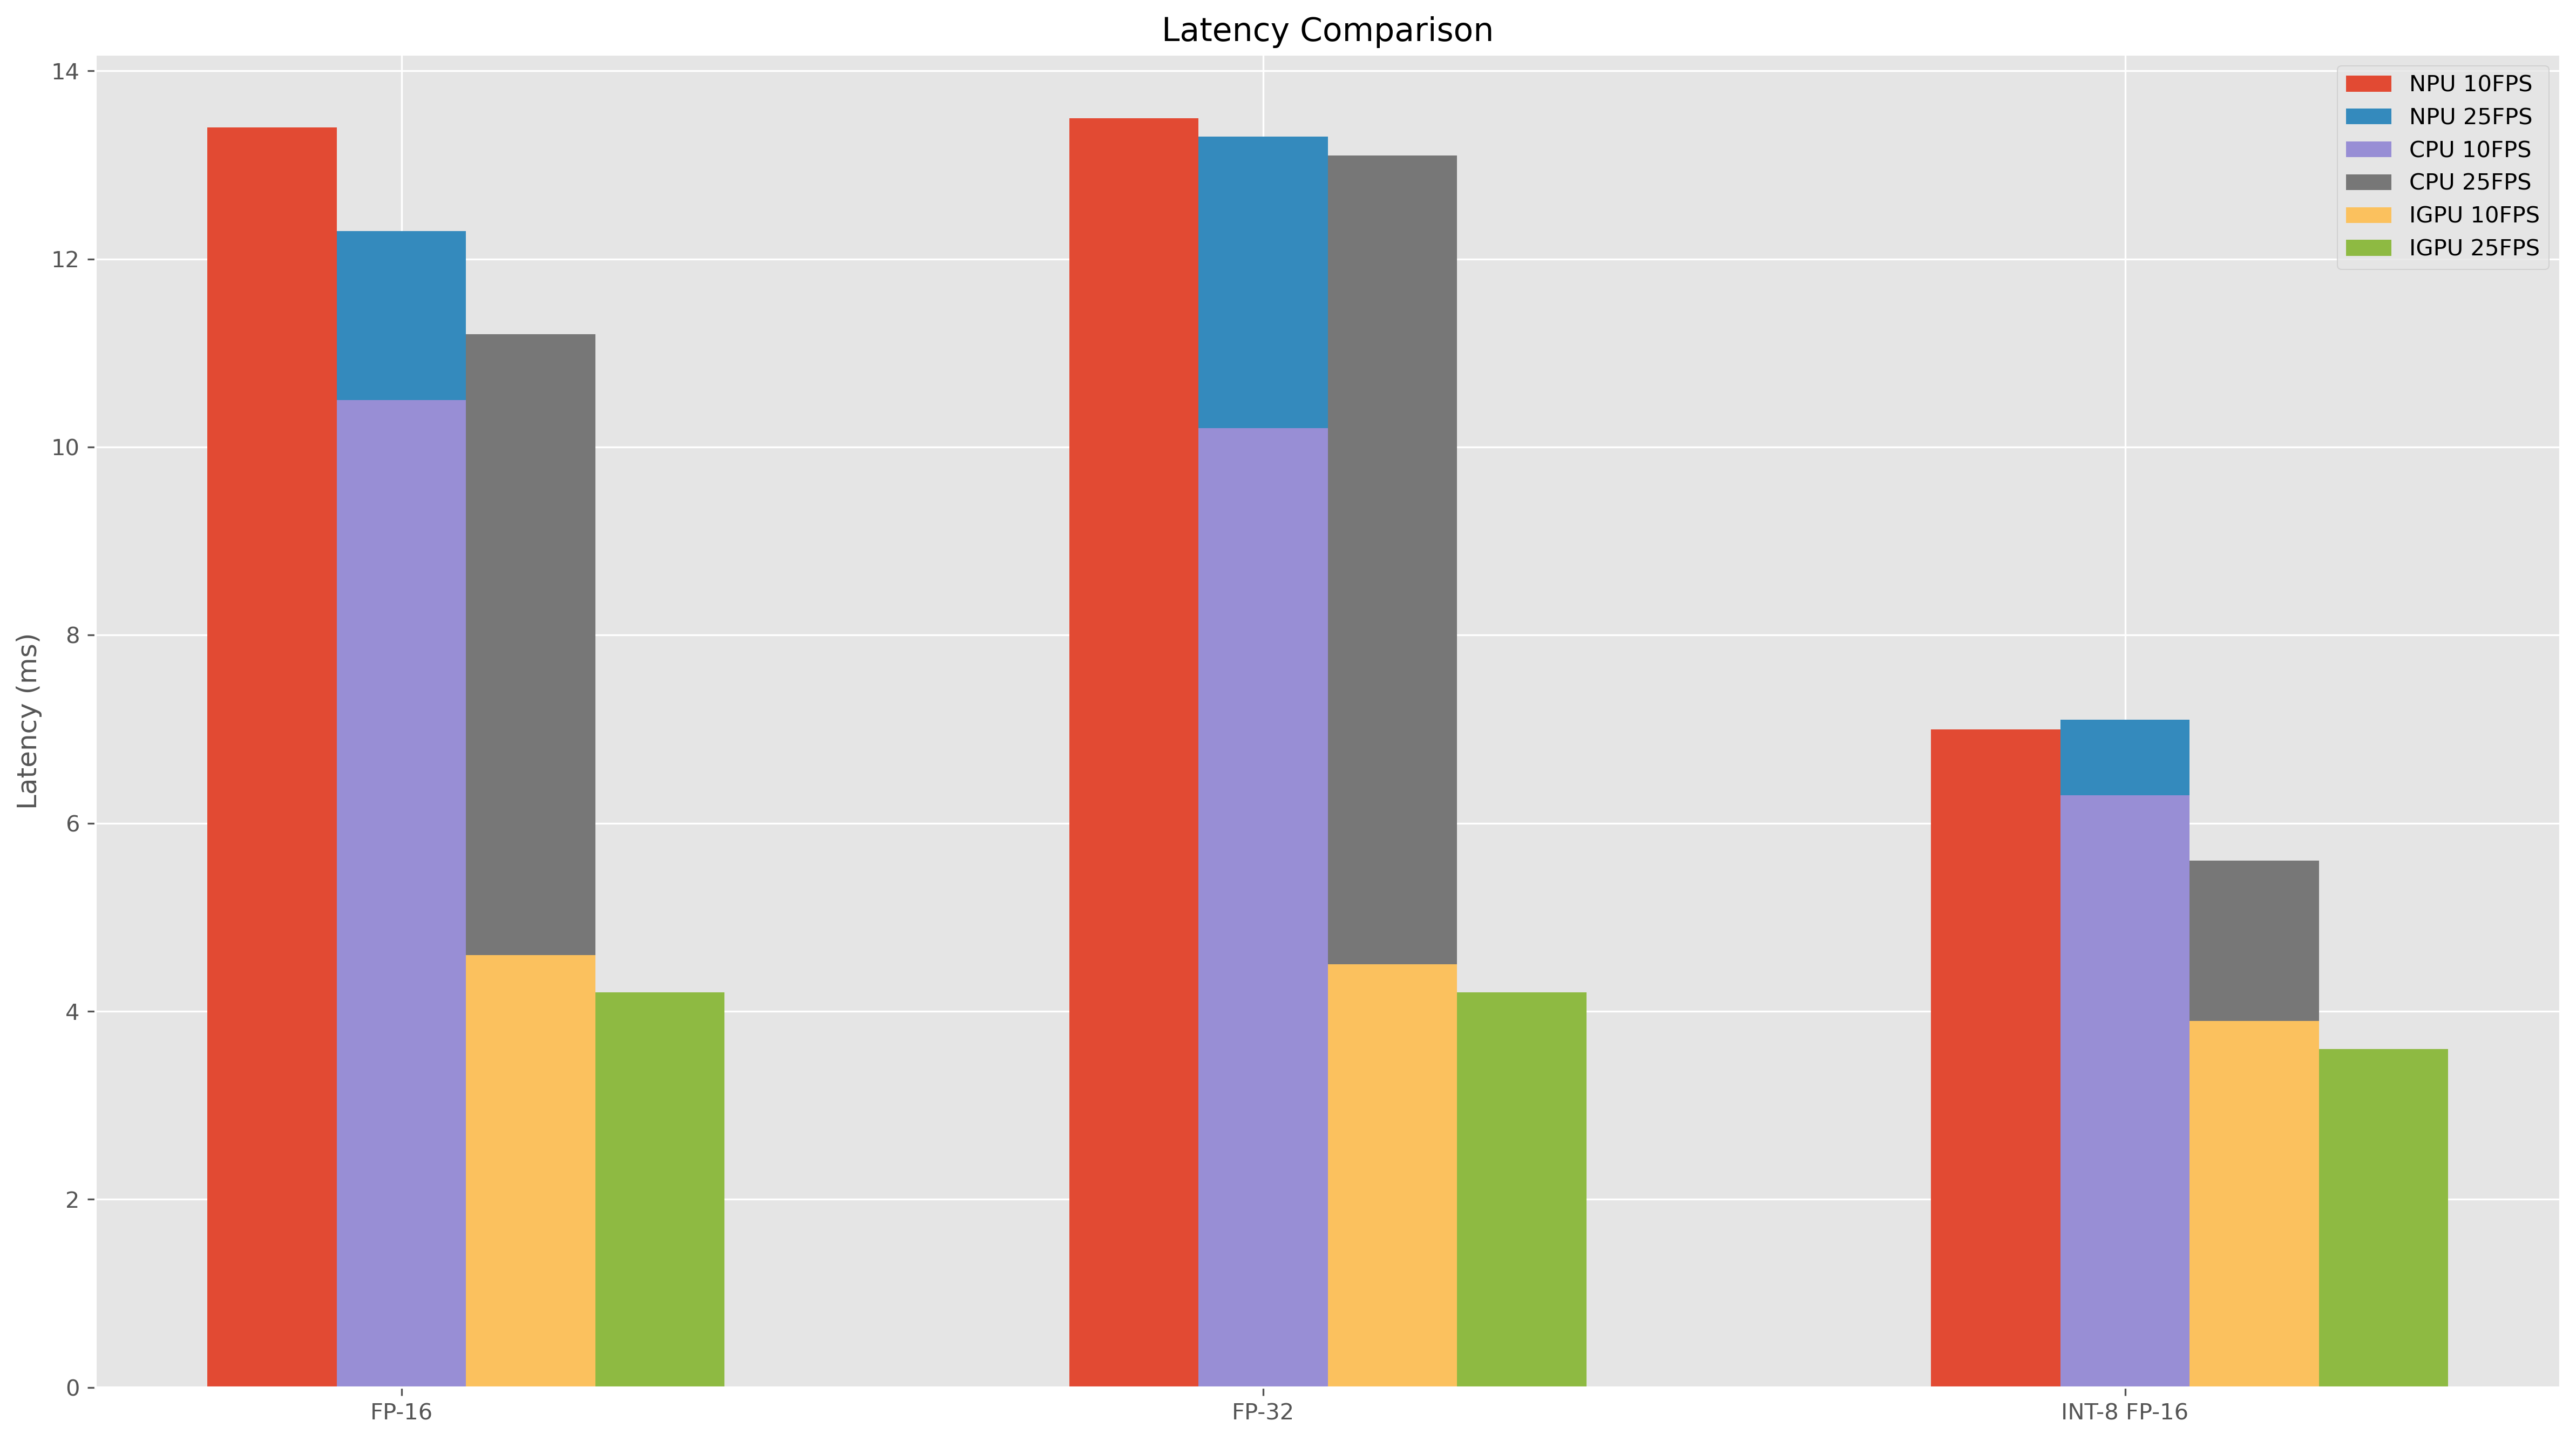 Latency Comparison
14
12
10
8
6
4
2
0
Latency (ms)
FP-16
FP-32
INT-8 FP-16
NPU 10FPS
NPU 25FPS
CPU 10FPS
CPU 25FPS
IGPU 10FPS
IGPU 25FPS